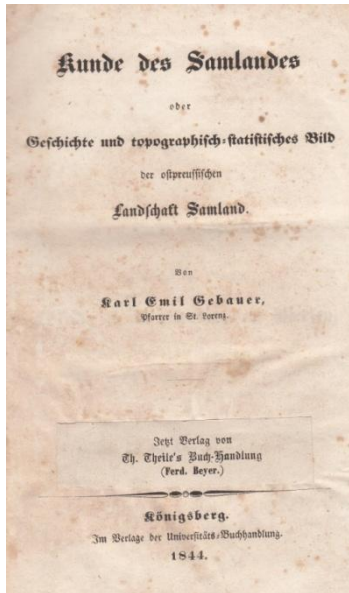 Kunde des Samlandes
oder
Geschichte und topographisch-statistisches Bild
der ostpreussischen
Landschaft Samland.
Von
Karl Emil Gebauer,
Pfarrer in St. Lorenz.
Jetzt Verlag von
Th. Theile's Buch-Handlung
(Ferd. Beyer.)
Königsberg.
Im Verlage der Universitäts-Buchhandlung.
1844.